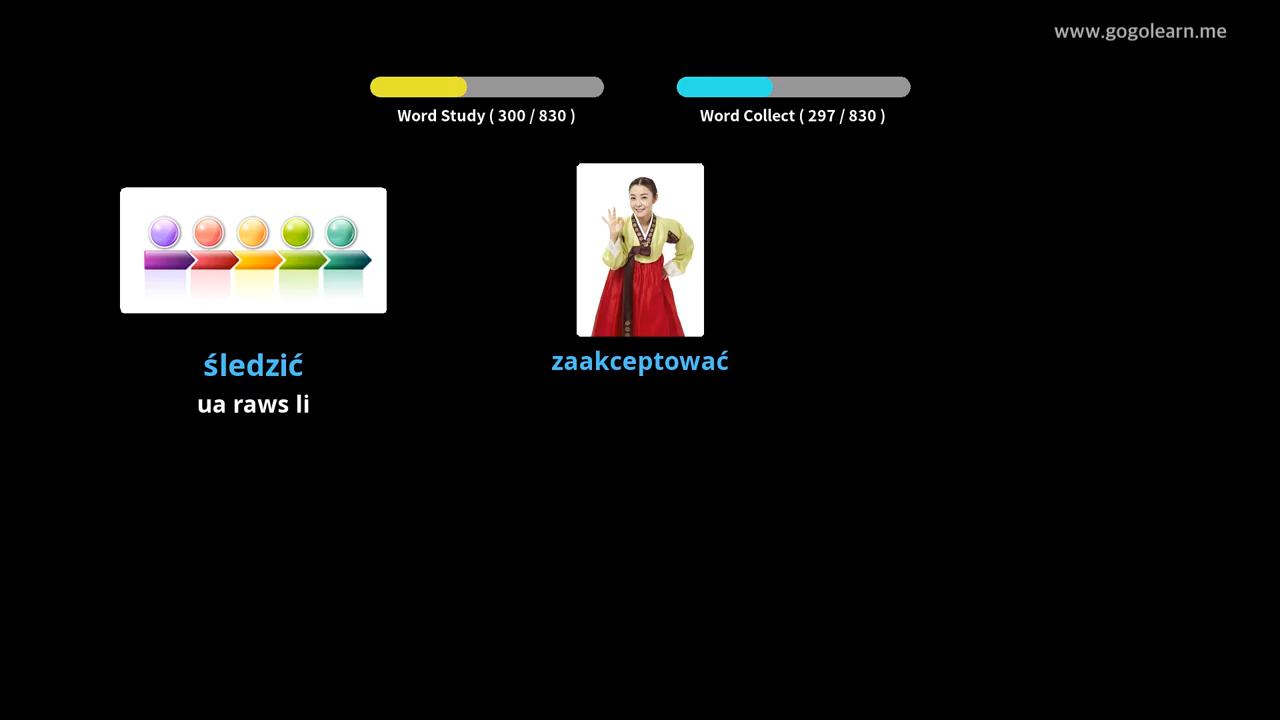 www.gogolearn.me
Word Study ( 300 / 830 )
Word Collect ( 297 / 830 )
śledzić
ua raws li
zaakceptować